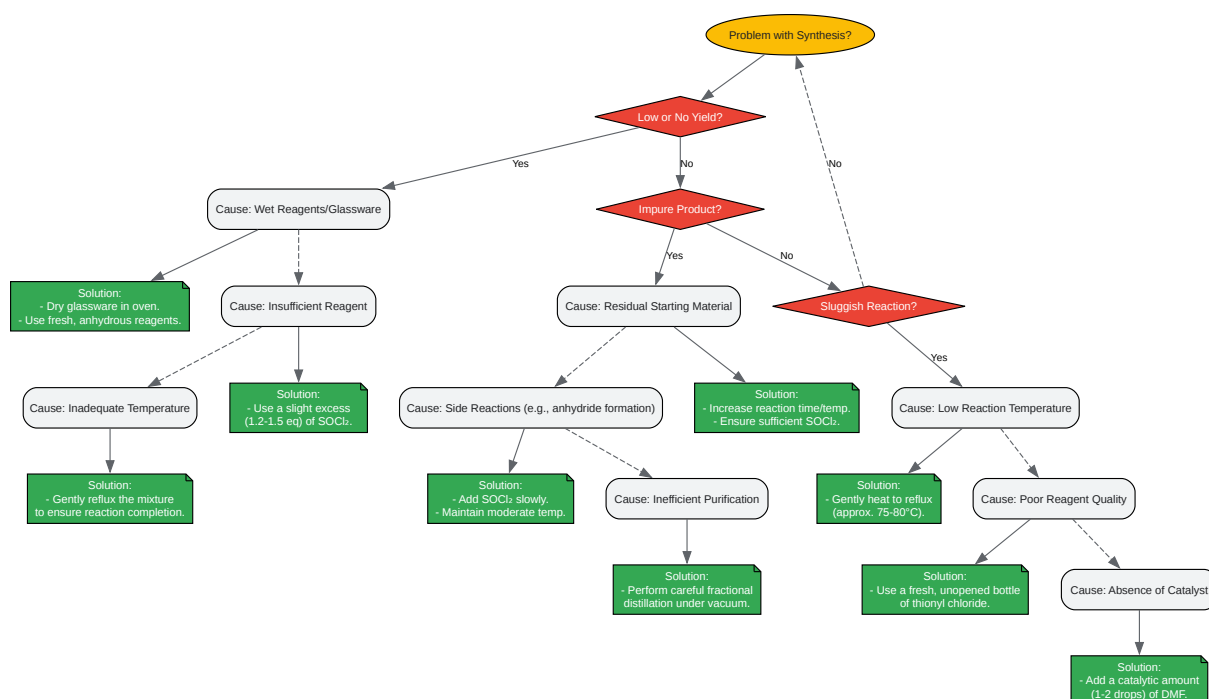 Problem with Synthesis?
Low or No Yield?
Yes
No
No
Cause: Wet Reagents/Glassware
Impure Product?
Yes
No
Solution:
- Dry glassware in oven.
- Use fresh, anhydrous reagents.
Cause: Insufficient Reagent
Cause: Residual Starting Material
Sluggish Reaction?
Yes
Cause: Inadequate Temperature
Solution:
- Use a slight excess
(1.2-1.5 eq) of SOCl₂.
Cause: Side Reactions (e.g., anhydride formation)
Solution:
- Increase reaction time/temp.
- Ensure sufficient SOCl₂.
Cause: Low Reaction Temperature
Solution:
- Gently reflux the mixture
to ensure reaction completion.
Solution:
- Add SOCl₂ slowly.
- Maintain moderate temp.
Cause: Inefficient Purification
Solution:
- Gently heat to reflux
(approx. 75-80°C).
Cause: Poor Reagent Quality
Solution:
- Perform careful fractional
distillation under vacuum.
Solution:
- Use a fresh, unopened bottle
of thionyl chloride.
Cause: Absence of Catalyst
Solution:
- Add a catalytic amount
(1-2 drops) of DMF.